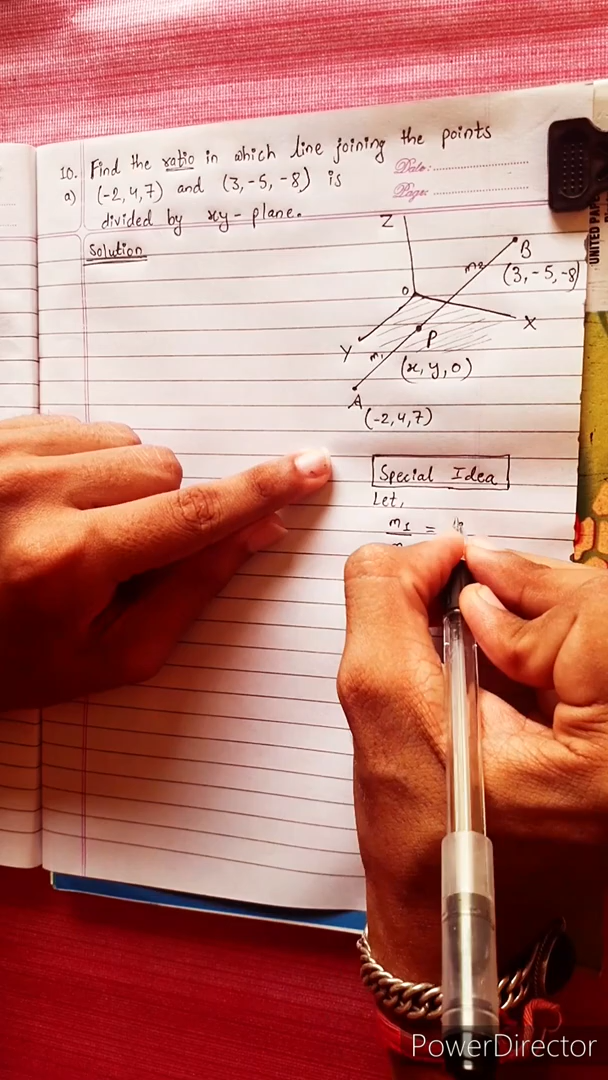 10. Find the ratio in which line joining the points
a) (-2,4,7) and (3,-5,-8) is
divided by xy-plane.
Date:
Page:
Solution
Z
B
m₂
(3,-5,-8)
O
X
Y
P
m₁
(x,y,0)
A
(-2,4,7)
Special Idea
Let,
m₁ =
UNITED
PowerDirector